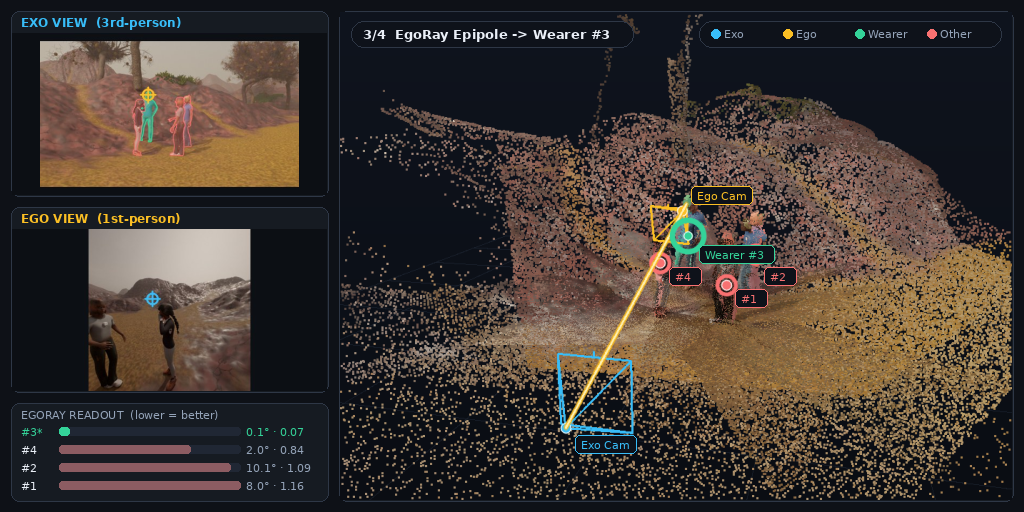 EXO VIEW (3rd-person)
EGO VIEW (1st-person)
EGORAY READOUT (lower = better)
#3* 0.1° · 0.07
#4 2.0° · 0.84
#2 10.1° · 1.09
#1 8.0° · 1.16
3/4 EgoRay Epipole -> Wearer #3
Exo Ego Wearer Other
Ego Cam
Wearer #3
#4
#2
#1
Exo Cam